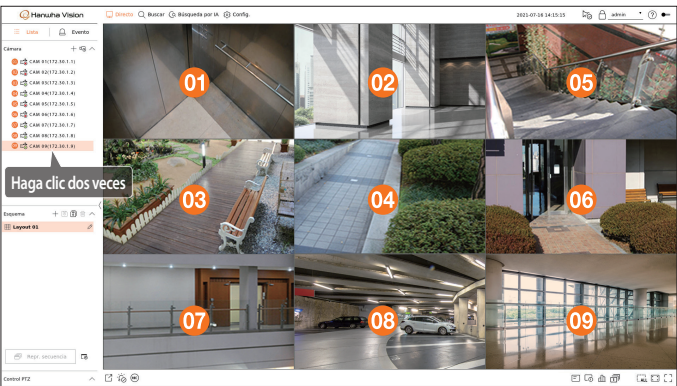 Hanwha Vision
Directo Buscar Búsqueda por IA Config.
2021-07-16 14:15:15 admin
Lista Evento
Cámara
CAM 01(172.30.1.1)
CAM 02(172.30.1.2)
CAM 03(172.30.1.3)
CAM 04(172.30.1.4)
CAM 05(172.30.1.5)
CAM 06(172.30.1.6)
CAM 07(172.30.1.7)
CAM 08(172.30.1.8)
CAM 09(172.30.1.9)
Haga clic dos veces
Esquema
Layout 01
Repr. secuencia
Control PTZ
01
02
05
03
04
06
07
08
09